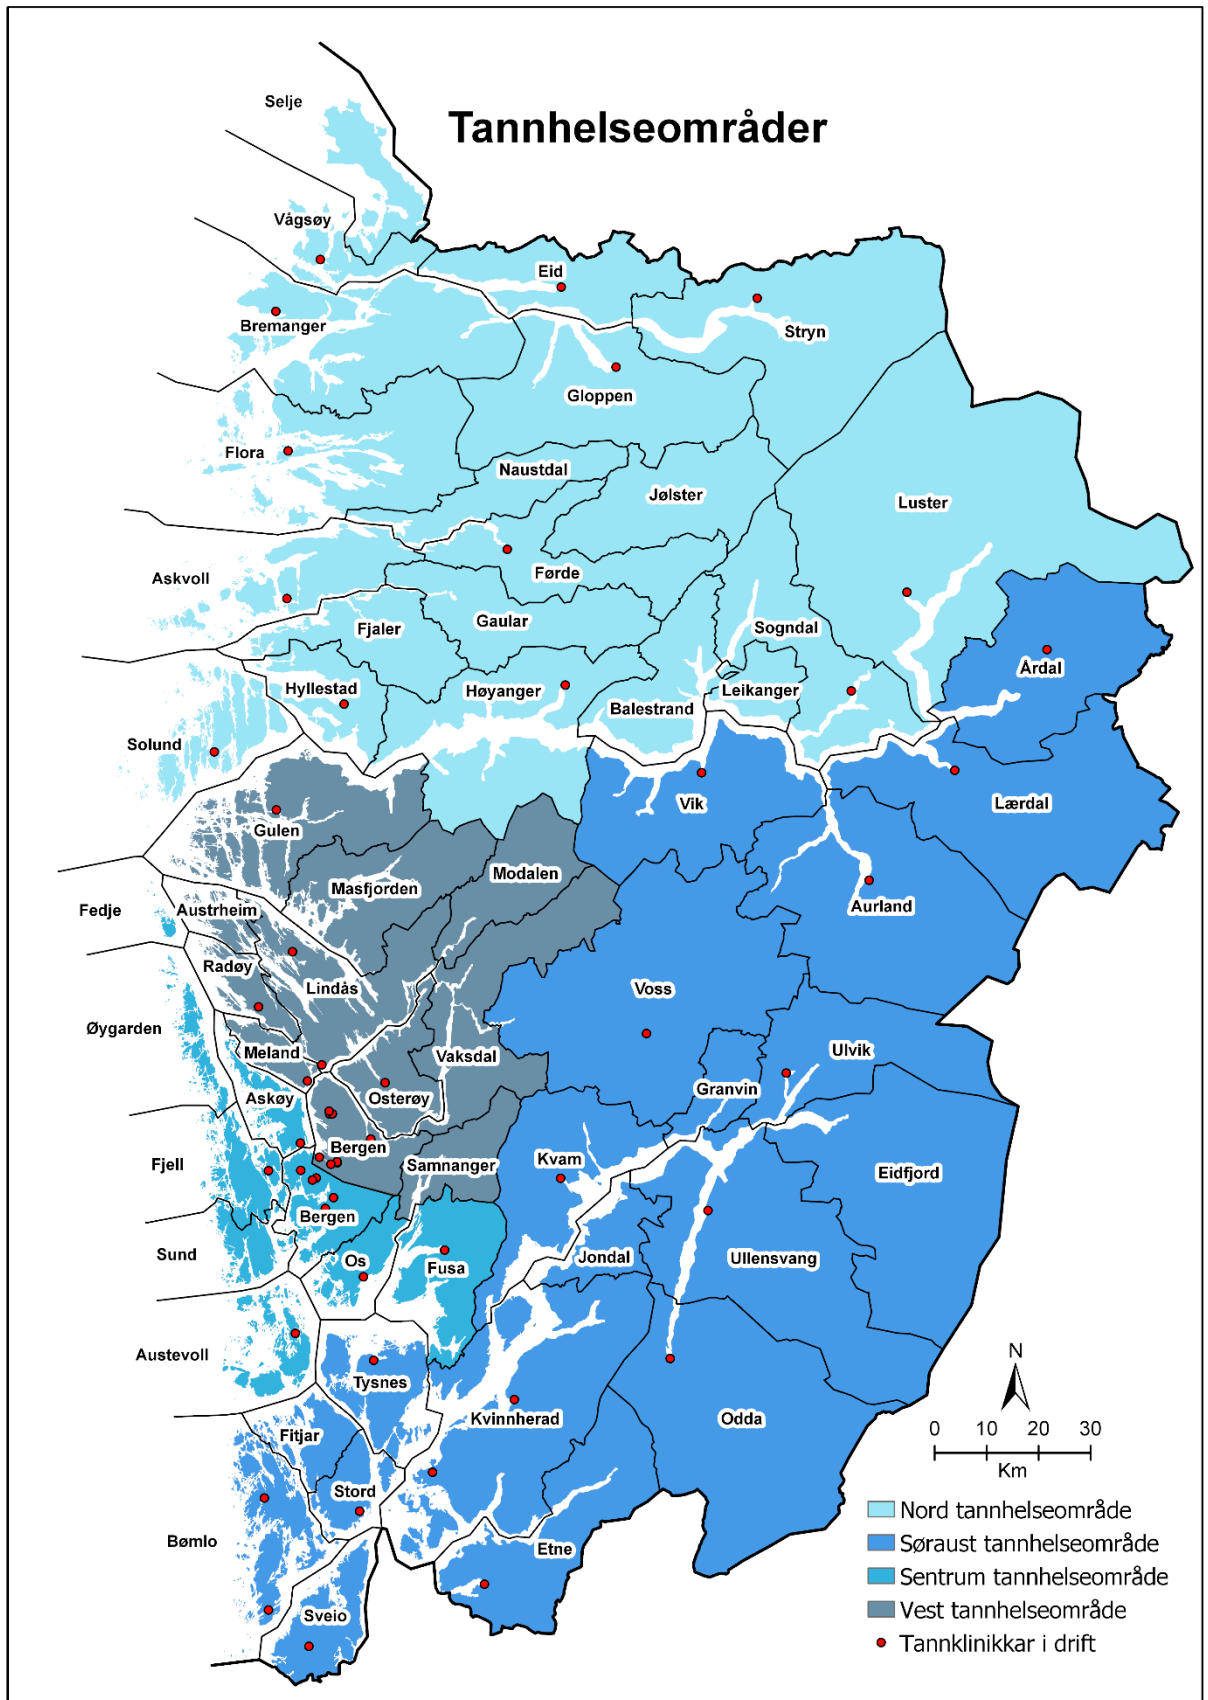 Tannhelseområder
Selje
Vågsøy
Eid
Bremanger
Stryn
Gloppen
Flora
Naustdal
Jølster
Luster
Askvoll
Førde
Fjaler
Gaular
Sogndal
Årdal
Hyllestad
Høyanger
Leikanger
Balestrand
Solund
Vik
Lærdal
Gulen
Modalen
Masfjorden
Aurland
Fedje
Austrheim
Radøy
Lindås
Voss
Øygarden
Meland
Vaksdal
Ulvik
Granvin
Askøy
Osterøy
Bergen
Fjell
Samnanger
Kvam
Eidfjord
Bergen
Sund
Os
Fusa
Jondal
Ullensvang
Austevoll
Tysnes
Kvinnherad
Odda
Fitjar
Stord
Bømlo
Etne
Sveio
N
0 10 20 30
Km
Nord tannhelseområde
Søraust tannhelseområde
Sentrum tannhelseområde
Vest tannhelseområde
Tannklinikkar i drift